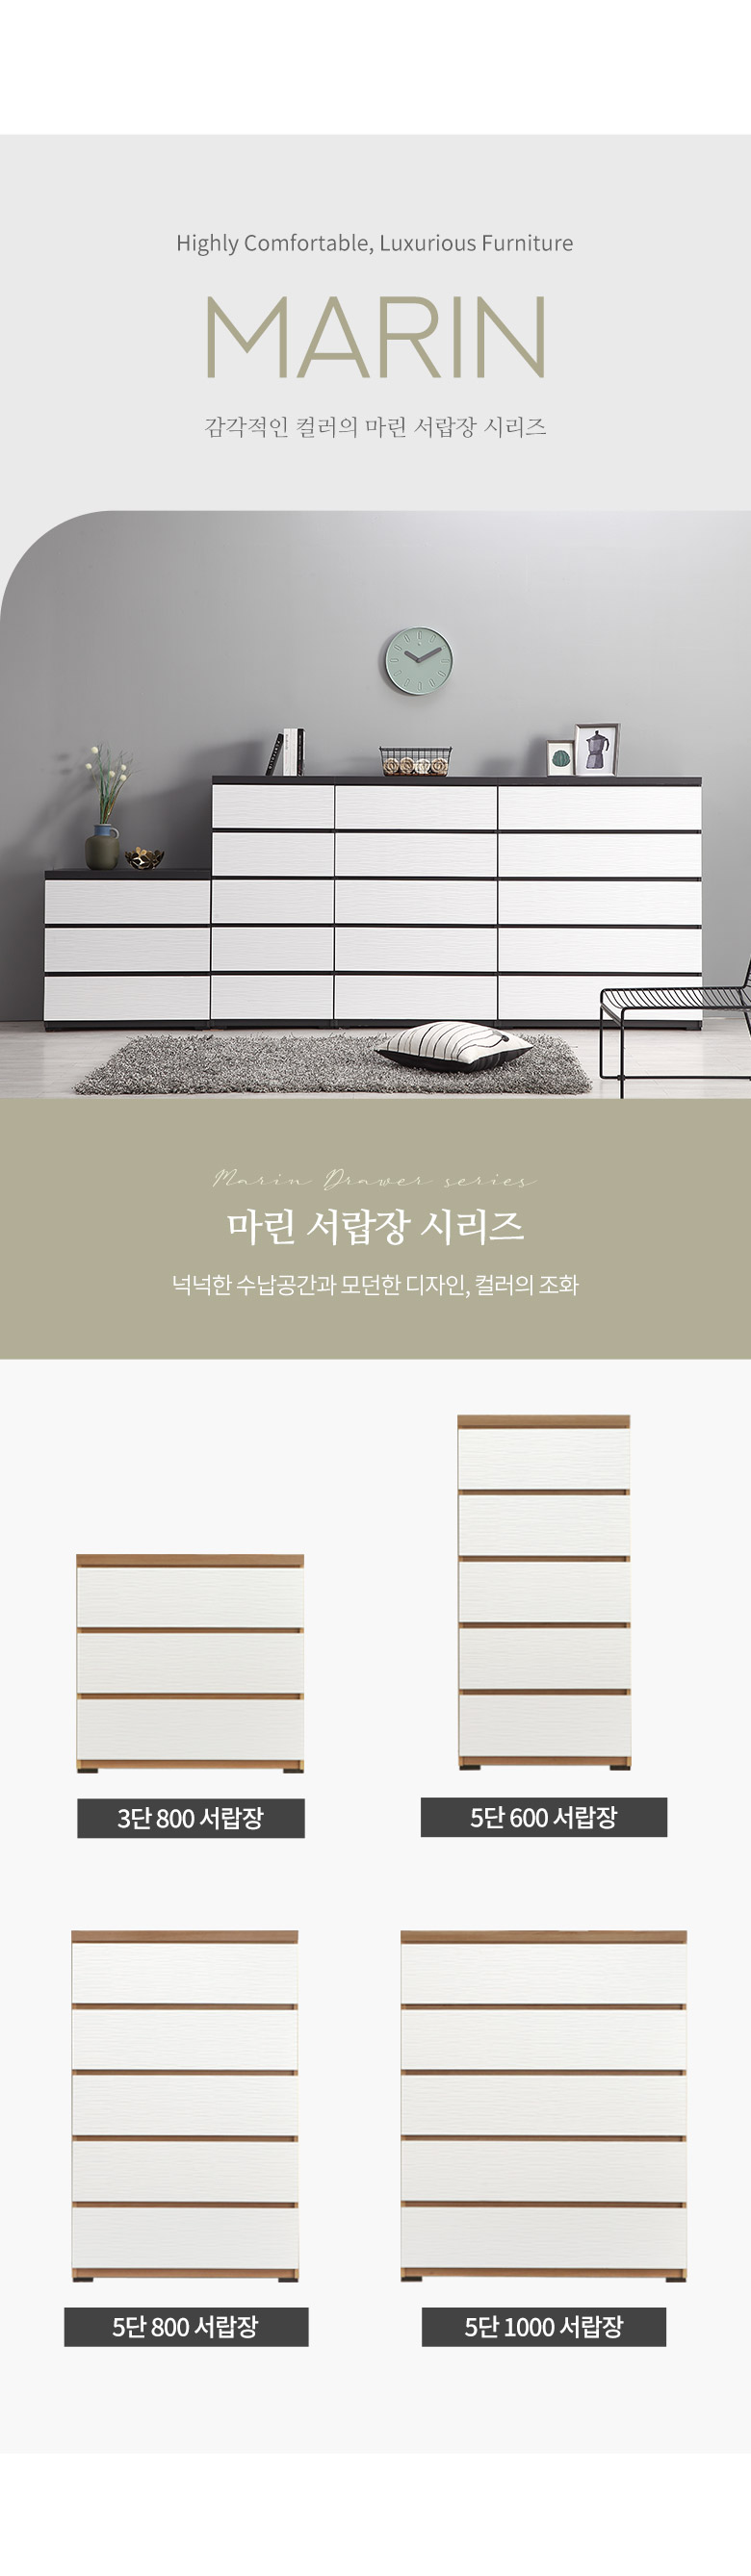 Highly Comfortable, Luxurious Furniture
MARIN
감각적인 컬러의 마린 서랍장 시리즈
Marin Drawer series
마린 서랍장 시리즈
넉넉한 수납공간과 모던한 디자인, 컬러의 조화
3단 800 서랍장
5단 600 서랍장
5단 800 서랍장
5단 1000 서랍장